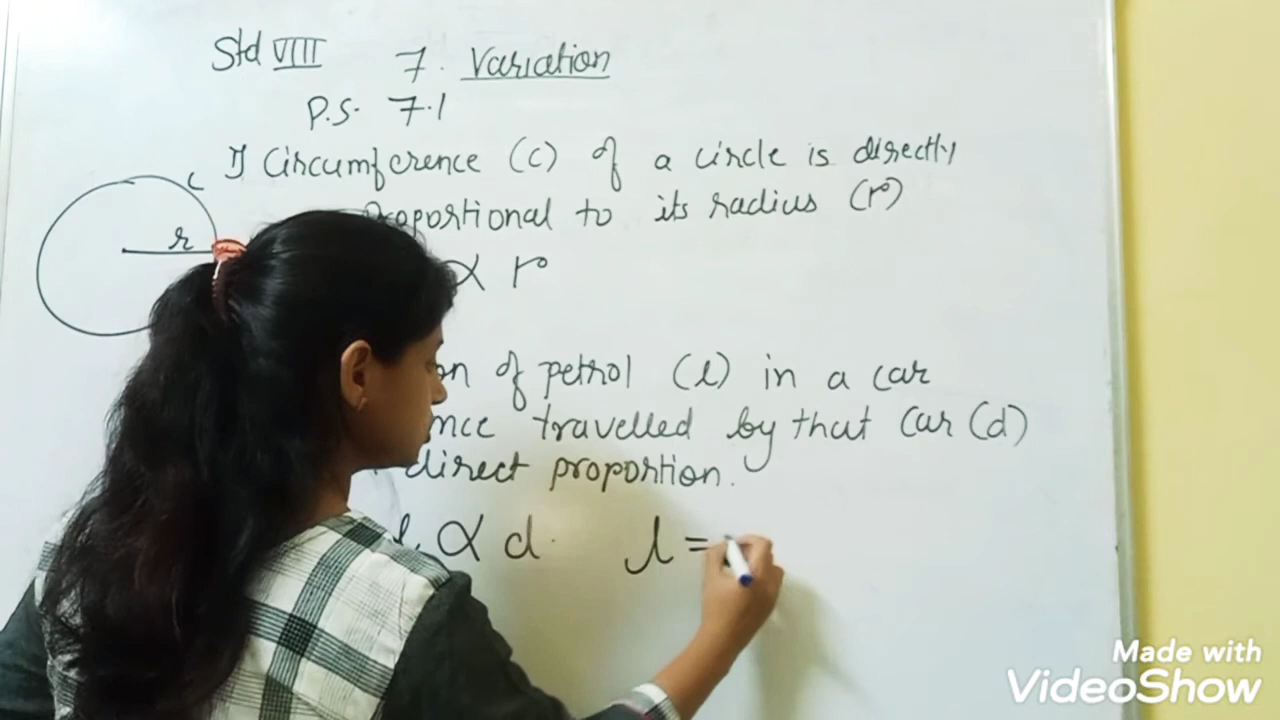 Std VIII 7. Variation
P.S. 7.1
1] Circumference (c) of a circle is directly
proportional to its radius (r)
∝ r
c
r
of petrol (l) in a car
travelled by that Car (d)
direct proportion.
l ∝ d. l =
Made with
VideoShow